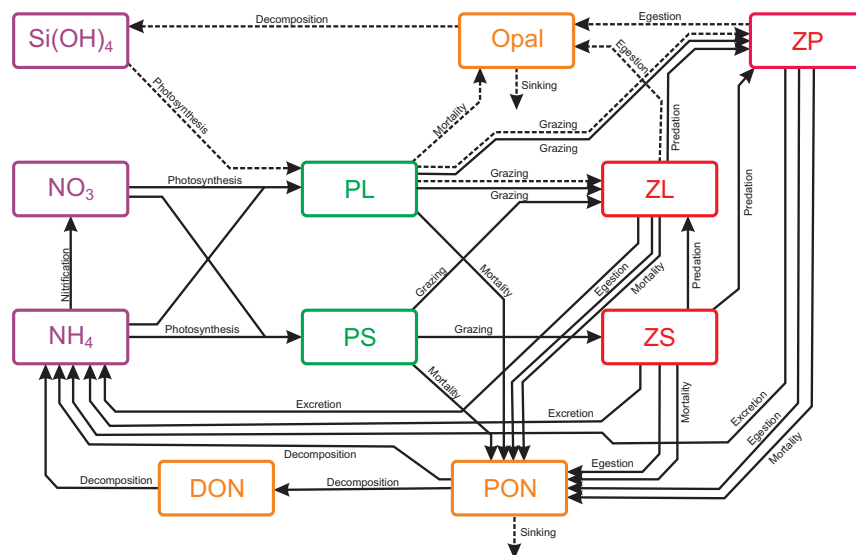 Decomposition
Egestion
Si(OH)4
Opal
ZP
Egestion
Photosynthesis
Mortality
Sinking
Grazing
Grazing
Predation
NO3
Photosynthesis
PL
Grazing
Grazing
ZL
Predation
Nitrification
Grazing
Mortality
Egestion
Mortality
Predation
NH4
Photosynthesis
PS
Grazing
ZS
Mortality
Mortality
Excretion
Excretion
Excretion
Egestion
Mortality
Decomposition
Egestion
Decomposition
DON
Decomposition
PON
Sinking